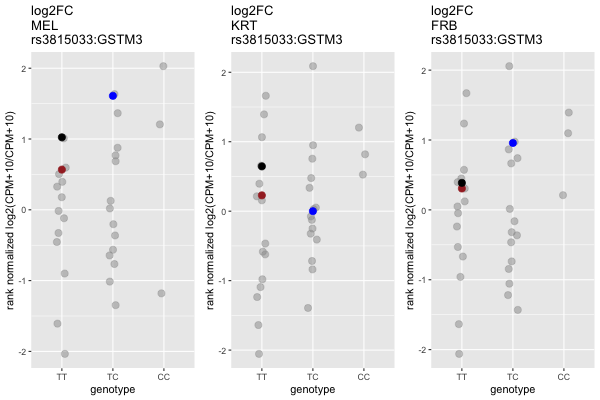 log2FC
MEL
rs3815033:GSTM3
rank normalized log2(CPM+10/CPM+10)
2
1
0
-1
-2
TT
TC
CC
genotype
log2FC
KRT
rs3815033:GSTM3
rank normalized log2(CPM+10/CPM+10)
2
1
0
-1
-2
TT
TC
CC
genotype
log2FC
FRB
rs3815033:GSTM3
rank normalized log2(CPM+10/CPM+10)
2
1
0
-1
-2
TT
TC
CC
genotype